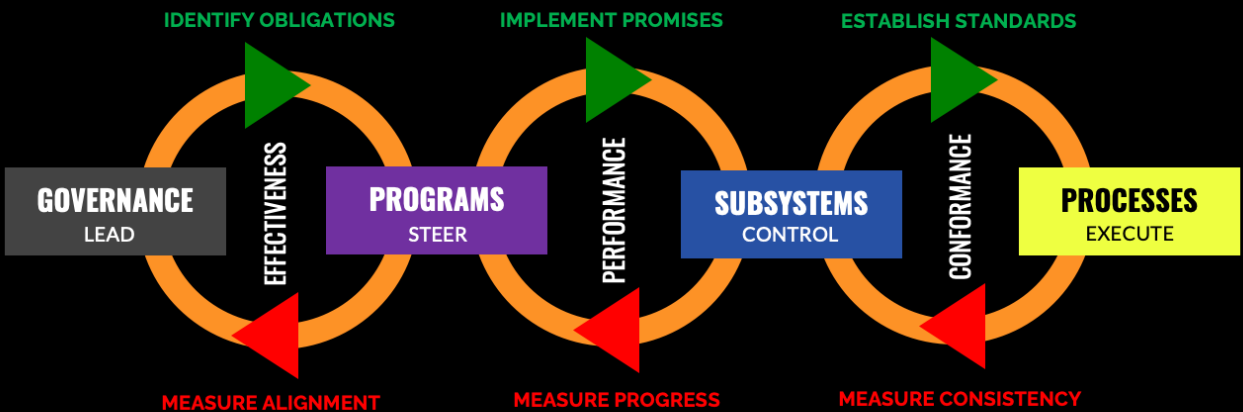 IDENTIFY OBLIGATIONS
IMPLEMENT PROMISES
ESTABLISH STANDARDS
GOVERNANCE
LEAD
EFFECTIVENESS
PROGRAMS
STEER
PERFORMANCE
SUBSYSTEMS
CONTROL
CONFORMANCE
PROCESSES
EXECUTE
MEASURE ALIGNMENT
MEASURE PROGRESS
MEASURE CONSISTENCY